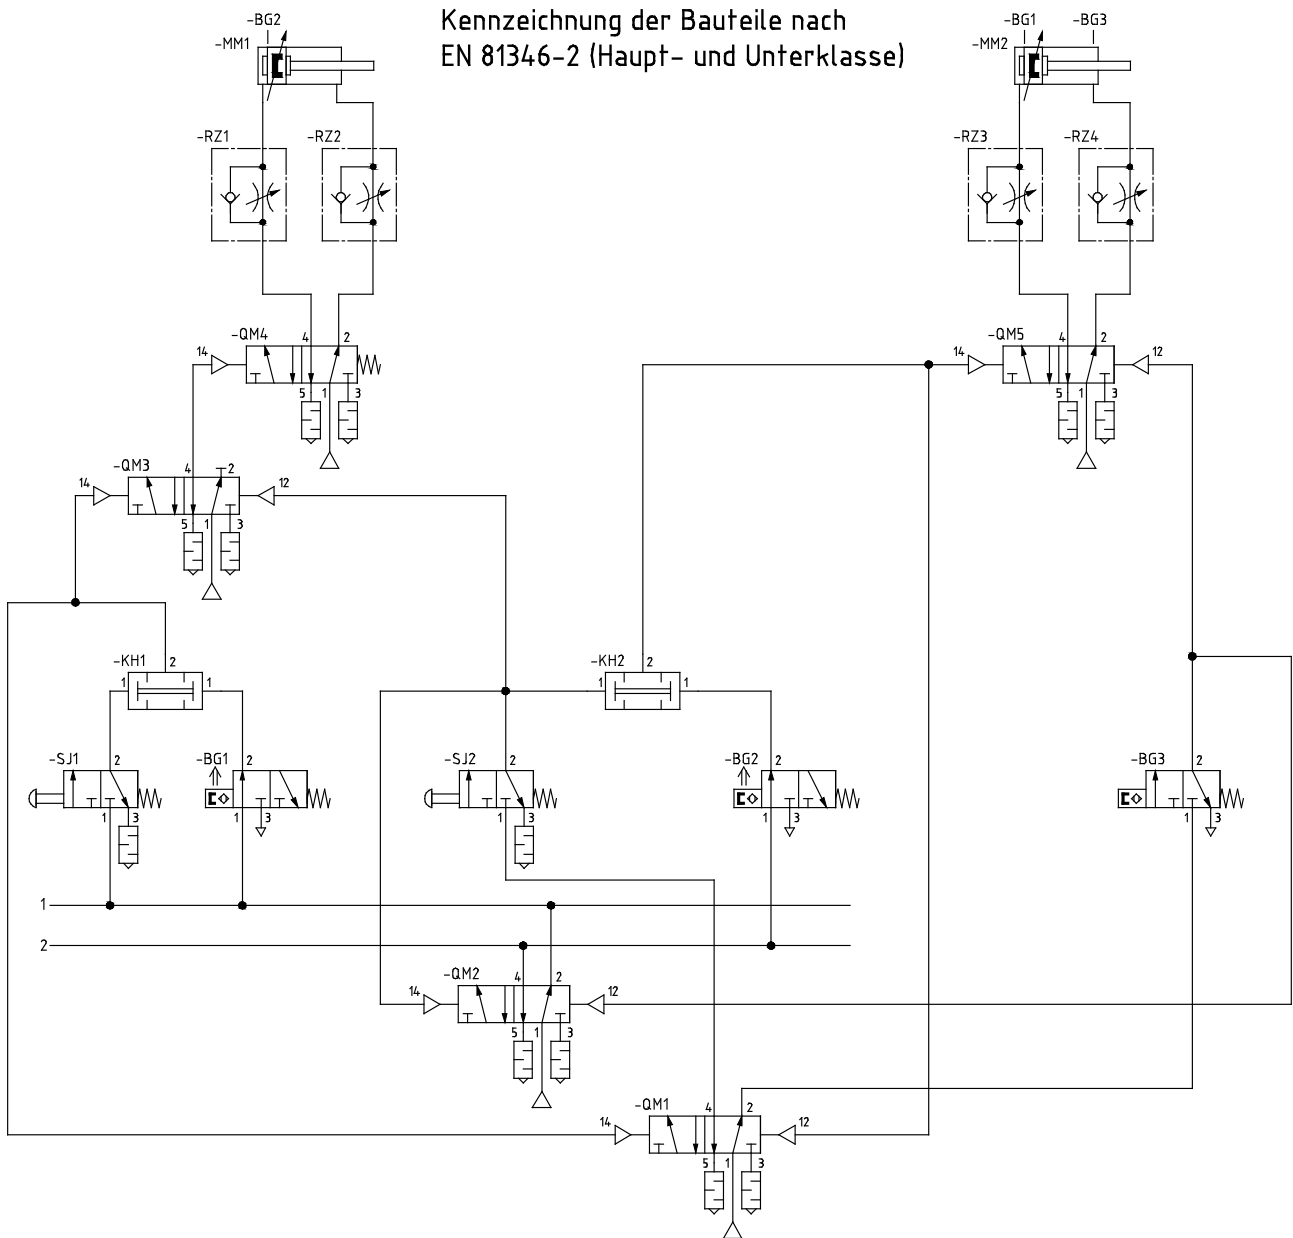 Kennzeichnung der Bauteile nach
EN 81346-2 (Haupt- und Unterklasse)
-BG2
-MM1
-BG1
-BG3
-MM2
-RZ1
-RZ2
-RZ3
-RZ4
-QM4
4
2
14
5
1
3
-QM5
4
2
14
12
5
1
3
-QM3
4
2
14
12
5
1
3
-KH1
2
1
1
-KH2
2
1
1
-SJ1
2
1
3
-BG1
2
1
3
-SJ2
2
1
3
-BG2
2
1
3
-BG3
2
1
3
1
2
-QM2
4
2
14
12
5
1
3
-QM1
4
2
14
12
5
1
3